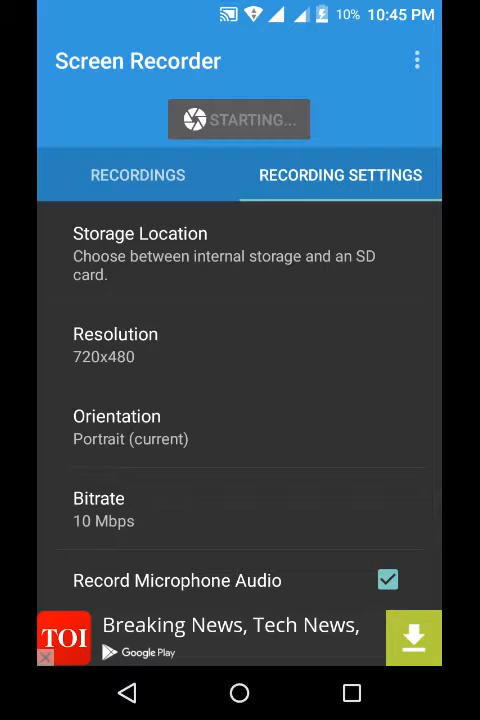 10% 10:45 PM
Screen Recorder
STARTING...
RECORDINGS RECORDING SETTINGS
Storage Location
Choose between internal storage and an SD
card.
Resolution
720x480
Orientation
Portrait (current)
Bitrate
10 Mbps
Record Microphone Audio
TOI
Breaking News, Tech News,
Google Play